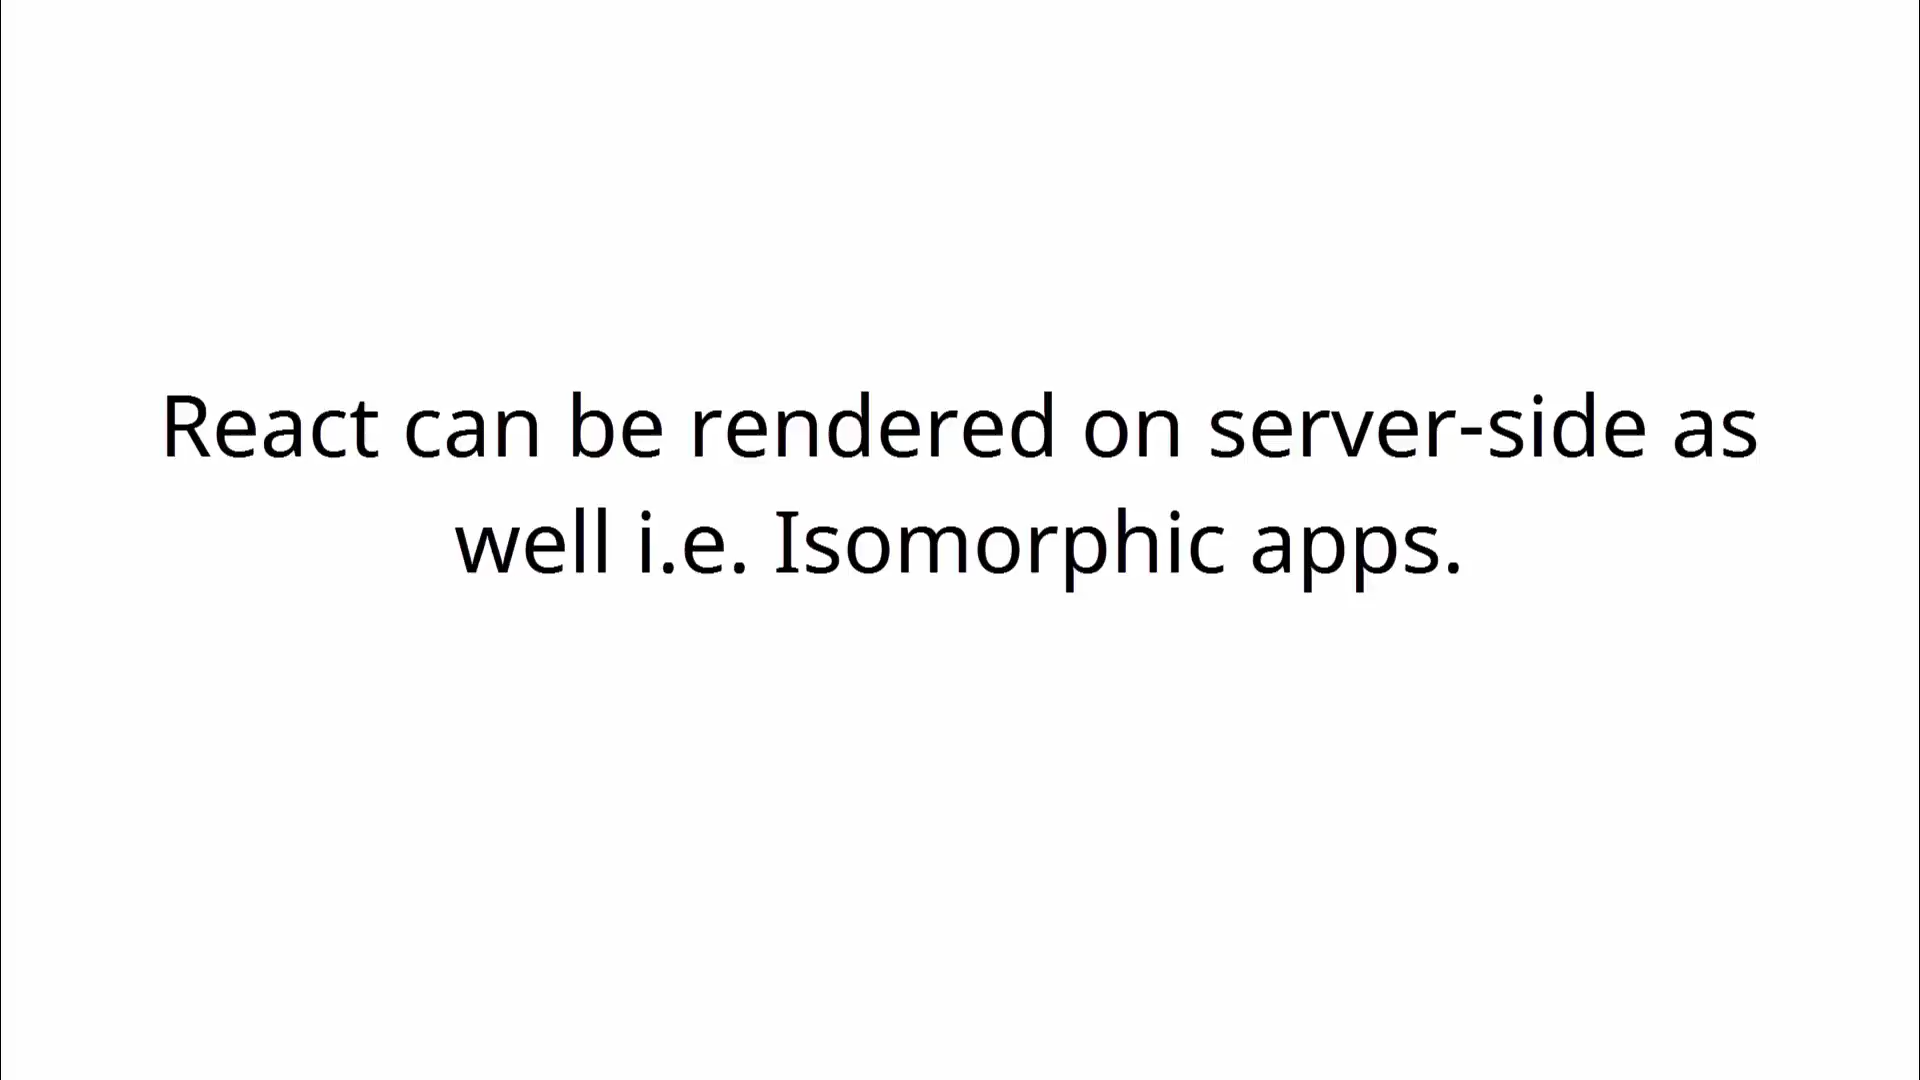 React can be rendered on server-side as
well i.e. Isomorphic apps.